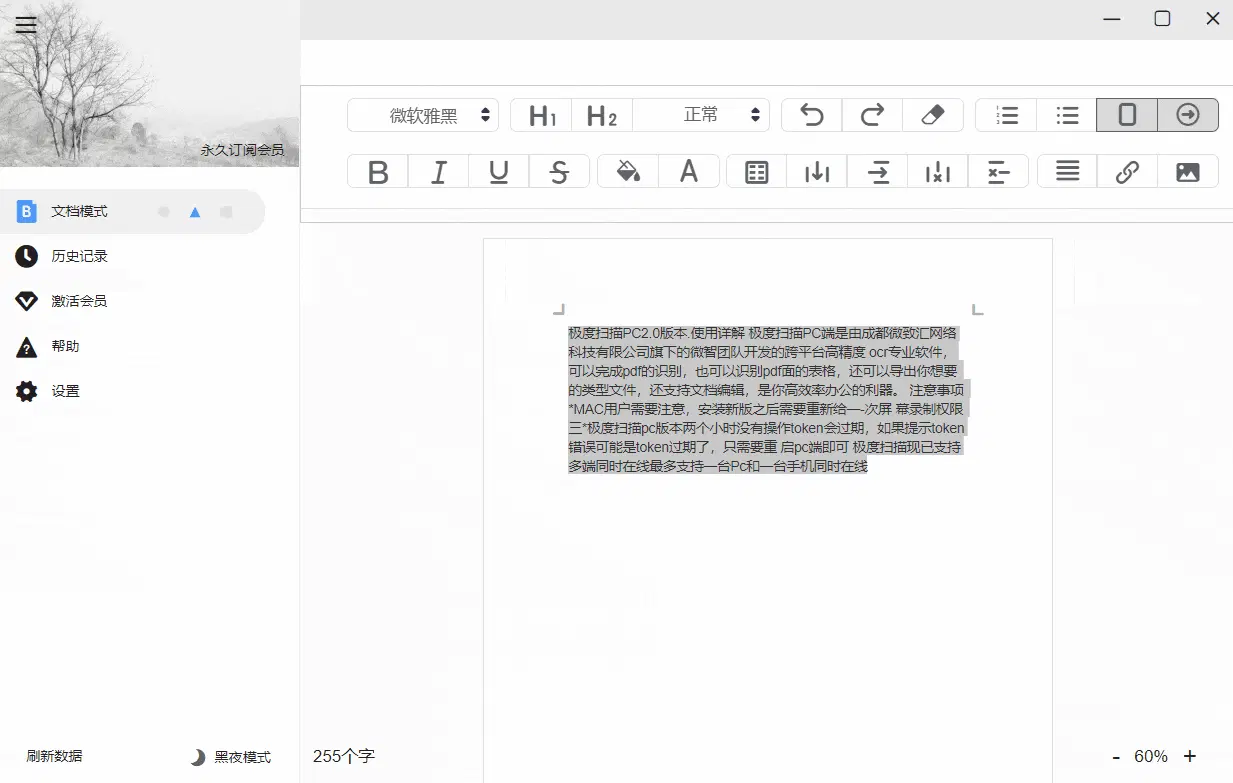 永久订阅会员
文档模式
历史记录
激活会员
帮助
设置
刷新数据
黑夜模式
微软雅黑
H1
H2
正常
B
I
U
S
A
极度扫描PC2.0版本.使用详解 极度扫描PC端是由成都微致汇网络
科技有限公司旗下的微智团队开发的跨平台高精度 ocr专业软件，
可以完成pdf的识别，也可以识别pdf面的表格，还可以导出你想要
的类型文件，还支持文档编辑，是你高效率办公的利器。 注意事项
*MAC用户需要注意，安装新版之后需要重新给一-次屏 幕录制权限
三*极度扫描pc版本两个小时没有操作token会过期，如果提示token
错误可能是token过期了，只需要重 启pc端即可 极度扫描现已支持
多端同时在线最多支持一台Pc和一台手机同时在线
255个字
- 60% +